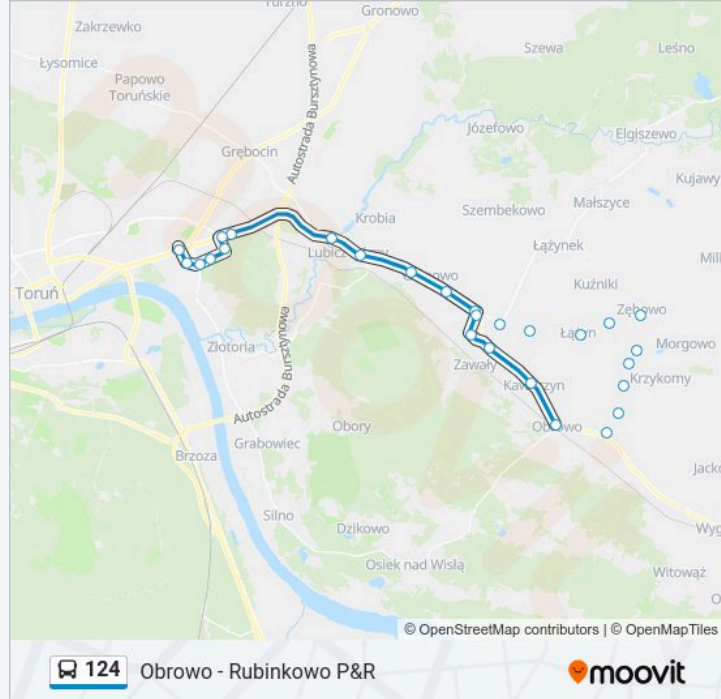 Zakrzewko
Gronowo
Łysomice
Papowo
Toruńskie
Autostrada Bursztynowa
Szewa
Leśno
Józefowo
Elgiszewo
Grębocin
Kujawy
Małszyce
Krobia
Szembekowo
Łążynek
Lubicz
Kuźniki
Toruń
Zębowo
Morgowo
Złotoria
Zawały
Krzykomy
Autostrada Bursztynowa
Obory
Obrowo
Brzoza
Grabowiec
Silno
Dzikowo
Osiek nad Wisłą
Witowąż
© OpenStreetMap contributors | © OpenMapTiles
124 Obrowo - Rubinkowo P&R
moovit